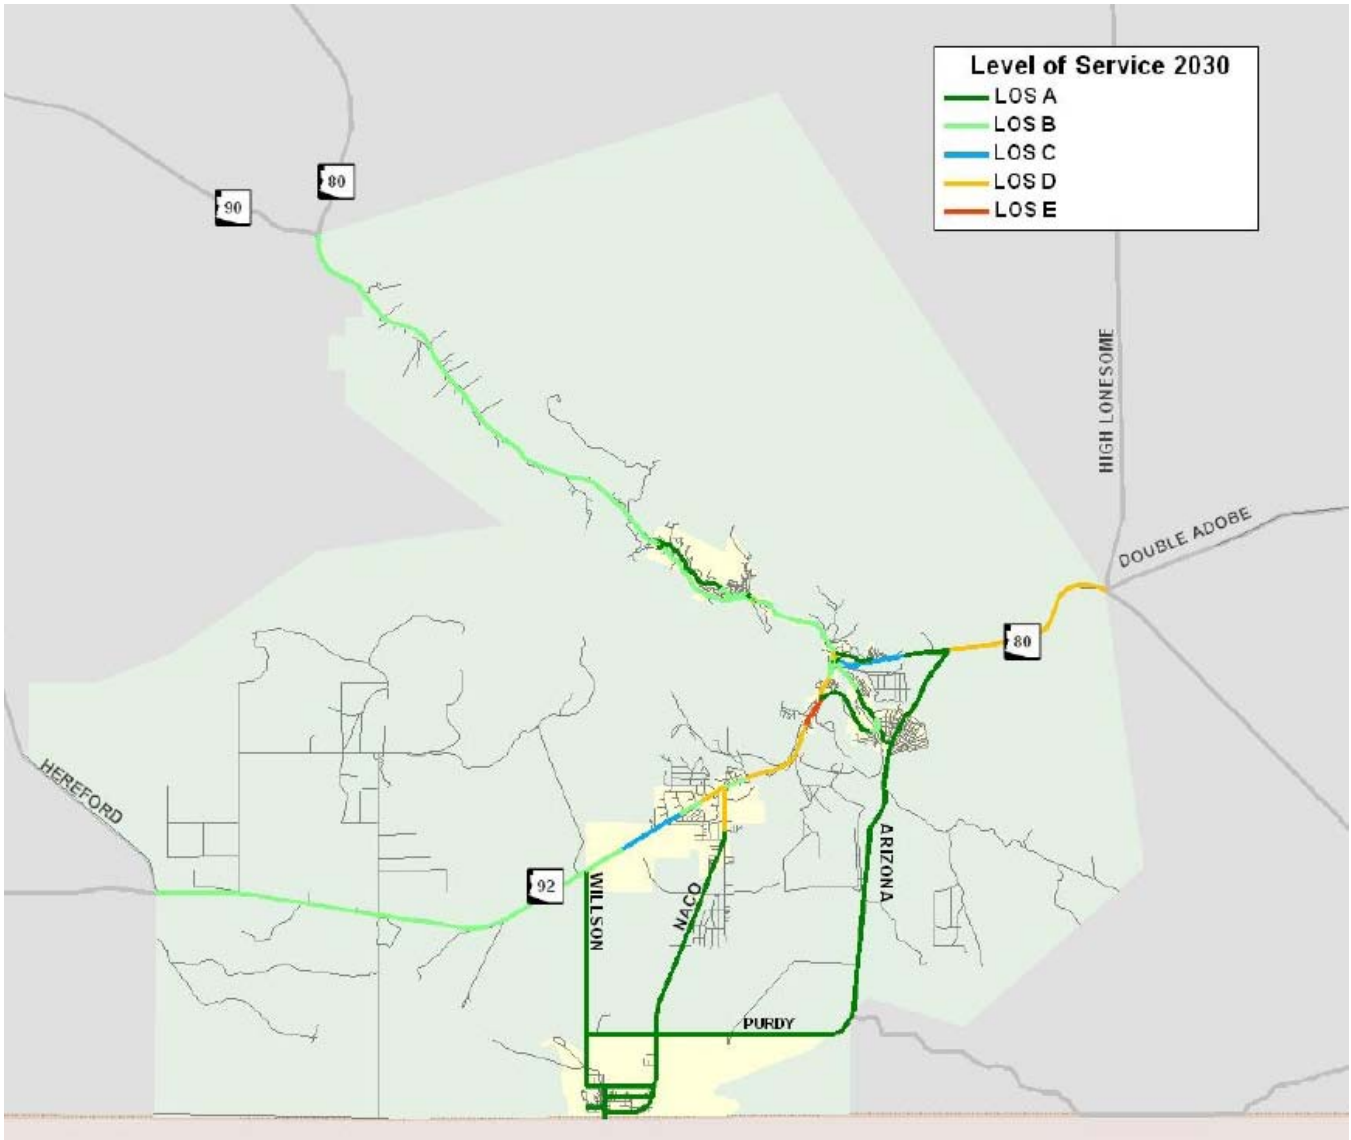 Level of Service 2030
LOS A
LOS B
LOS C
LOS D
LOS E
80
90
HIGH LONESOME
DOUBLE ADOBE
80
HEREFORD
92
WILLSON
NACO
ARIZONA
PURDY